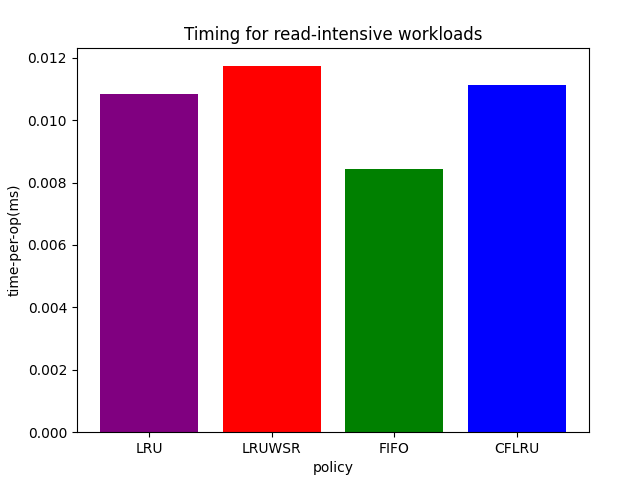 Timing for read-intensive workloads
time-per-op(ms)
0.012
0.010
0.008
0.006
0.004
0.002
0.000
LRU LRUWSR FIFO CFLRU
policy